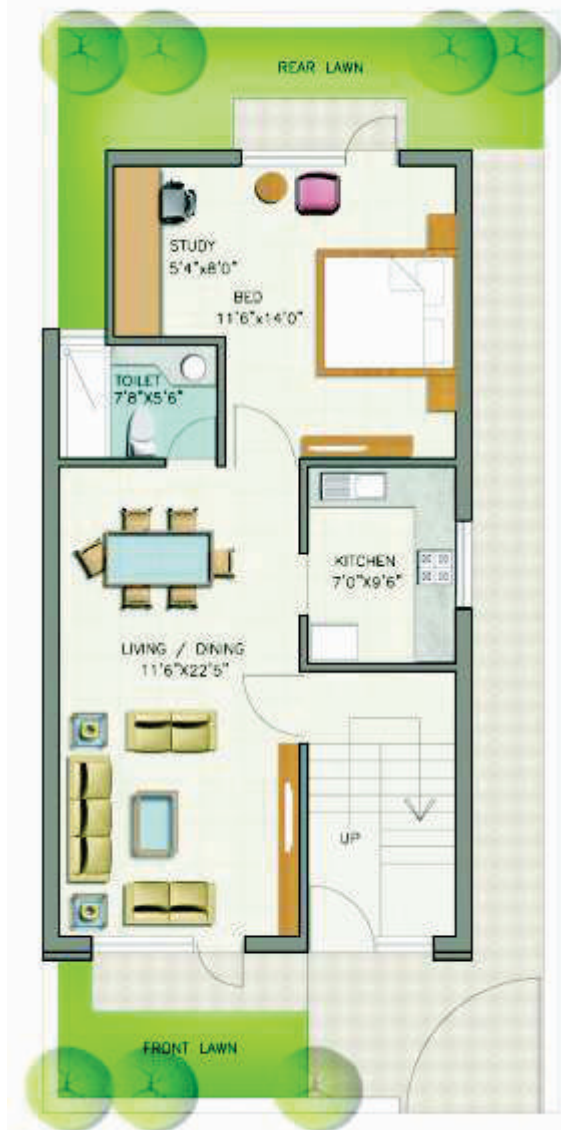 REAR LAWN
STUDY
5'4"x8'0"
BED
11'6"x14'0"
TOILET
7'8"X5'6"
KITCHEN
7'0"X9'6"
LIVING / DINING
11'6"X22'5"
UP
FRONT LAWN